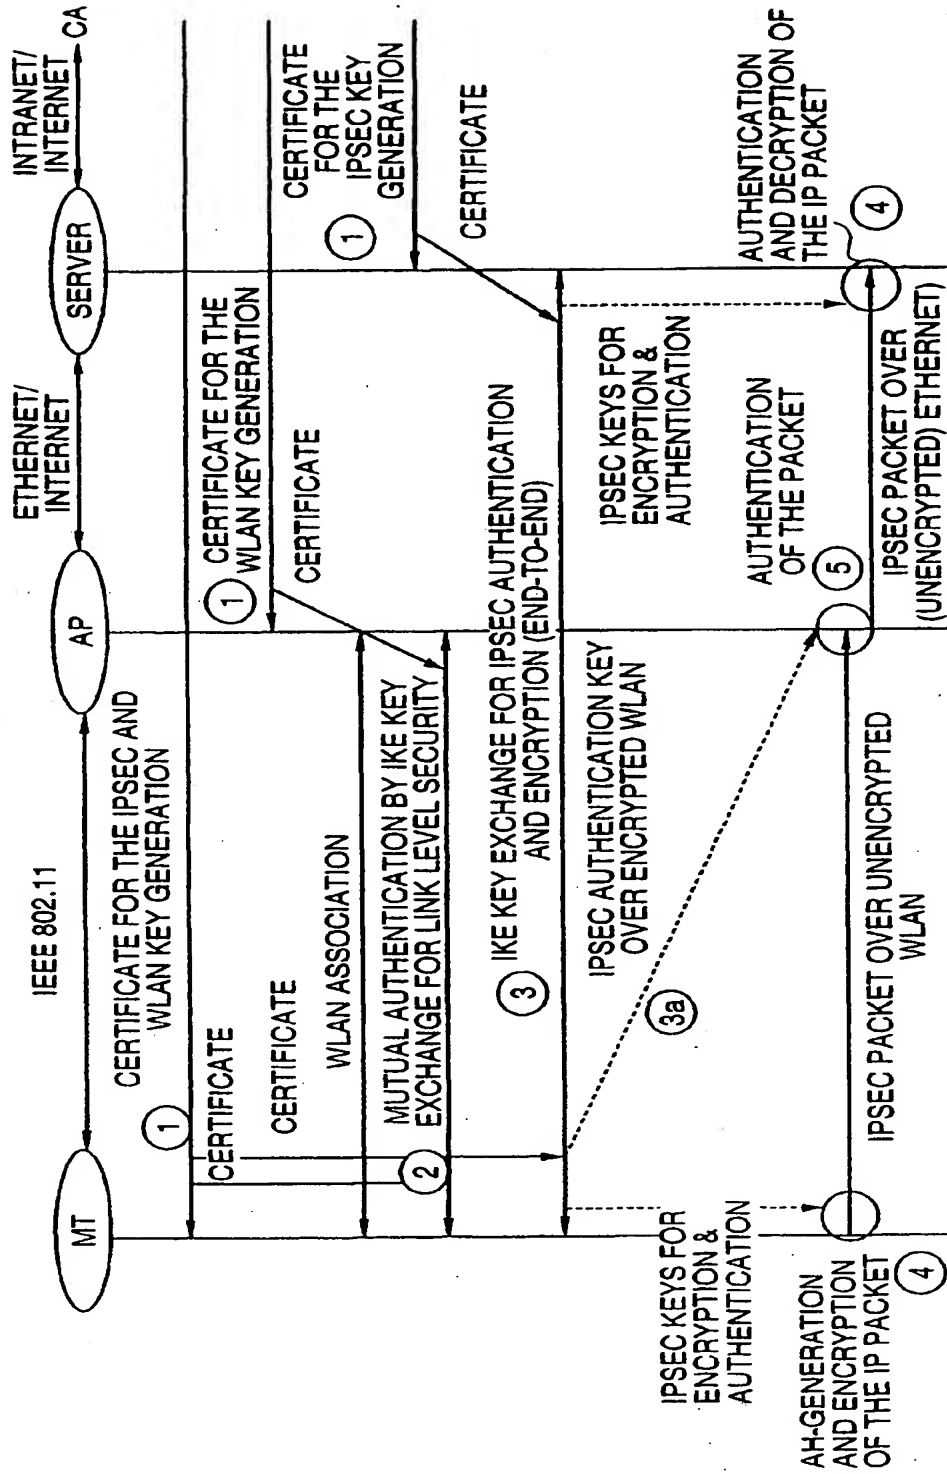 IEEE 802.11
ETHERNET/
INTERNET
INTRANET/
INTERNET
MT
AP
SERVER
CA
CERTIFICATE FOR THE IPSEC AND
WLAN KEY GENERATION
1
CERTIFICATE
CERTIFICATE
1
CERTIFICATE FOR THE
WLAN KEY GENERATION
CERTIFICATE
1
CERTIFICATE
FOR THE
IPSEC KEY
GENERATION
CERTIFICATE
WLAN ASSOCIATION
MUTUAL AUTHENTICATION BY IKE KEY
EXCHANGE FOR LINK LEVEL SECURITY
2
3
IKE KEY EXCHANGE FOR IPSEC AUTHENTICATION
AND ENCRYPTION (END-TO-END)
IPSEC AUTHENTICATION KEY
OVER ENCRYPTED WLAN
3a
IPSEC KEYS FOR
ENCRYPTION &
AUTHENTICATION
IPSEC KEYS FOR
ENCRYPTION &
AUTHENTICATION
AUTHENTICATION
OF THE PACKET
5
AUTHENTICATION
AND DECRYPTION OF
THE IP PACKET
4
AH-GENERATION
AND ENCRYPTION
OF THE IP PACKET
4
IPSEC PACKET OVER UNENCRYPTED
WLAN
IPSEC PACKET OVER
(UNENCRYPTED) ETHERNET)